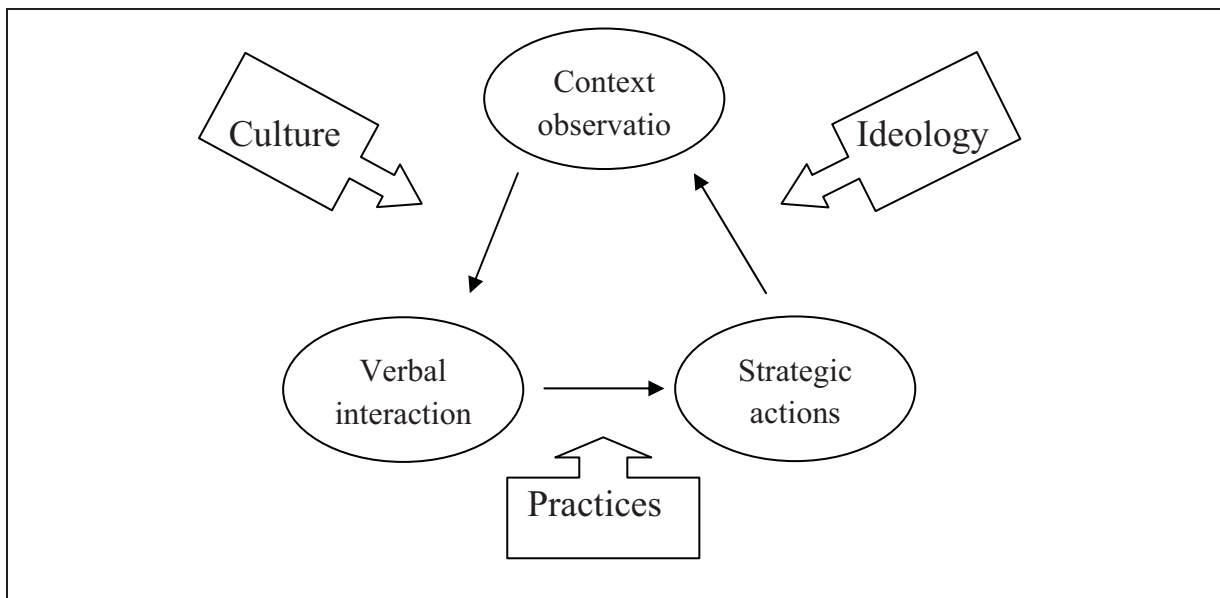 Context
observatio
Culture
Ideology
Verbal
interaction
Strategic
actions
Practices